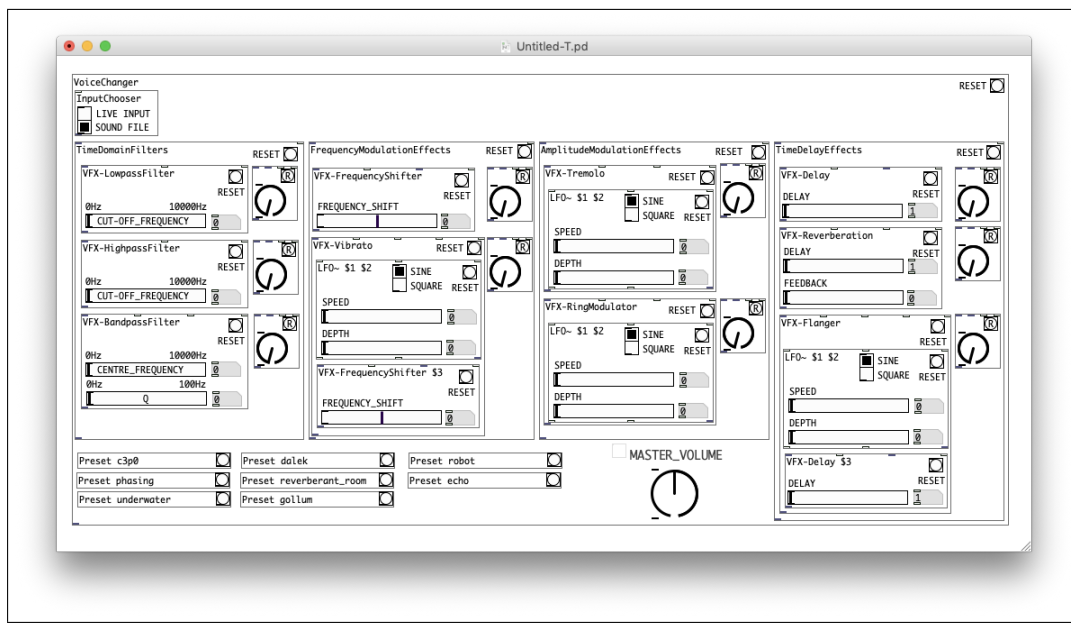 Untitled-T.pd
VoiceChanger
RESET
InputChooser
LIVE INPUT
SOUND FILE
TimeDomainFilters
RESET
VFX-LowpassFilter
RESET
R
0Hz 10000Hz
CUT-OFF_FREQUENCY 0
VFX-HighpassFilter
RESET
R
0Hz 10000Hz
CUT-OFF_FREQUENCY 0
VFX-BandpassFilter
RESET
R
0Hz 10000Hz
CENTRE_FREQUENCY 0
0Hz 100Hz
Q 0
FrequencyModulationEffects
RESET
VFX-FrequencyShifter
RESET
R
FREQUENCY_SHIFT
0
VFX-Vibrato
RESET
R
LFO~ $1 $2
SINE
SQUARE
RESET
SPEED
0
DEPTH
0
VFX-FrequencyShifter $3
RESET
FREQUENCY_SHIFT
0
AmplitudeModulationEffects
RESET
VFX-Tremolo
RESET
R
LFO~ $1 $2
SINE
SQUARE
RESET
SPEED
0
DEPTH
0
VFX-RingModulator
RESET
R
LFO~ $1 $2
SINE
SQUARE
RESET
SPEED
0
DEPTH
0
TimeDelayEffects
RESET
VFX-Delay
RESET
R
DELAY
1
VFX-Reverberation
RESET
R
DELAY
1
FEEDBACK
0
VFX-Flanger
RESET
R
LFO~ $1 $2
SINE
SQUARE
RESET
SPEED
0
DEPTH
0
VFX-Delay $3
RESET
DELAY
1
Preset c3p0
Preset dalek
Preset robot
Preset phasing
Preset reverberant_room
Preset echo
Preset underwater
Preset gollum
MASTER_VOLUME